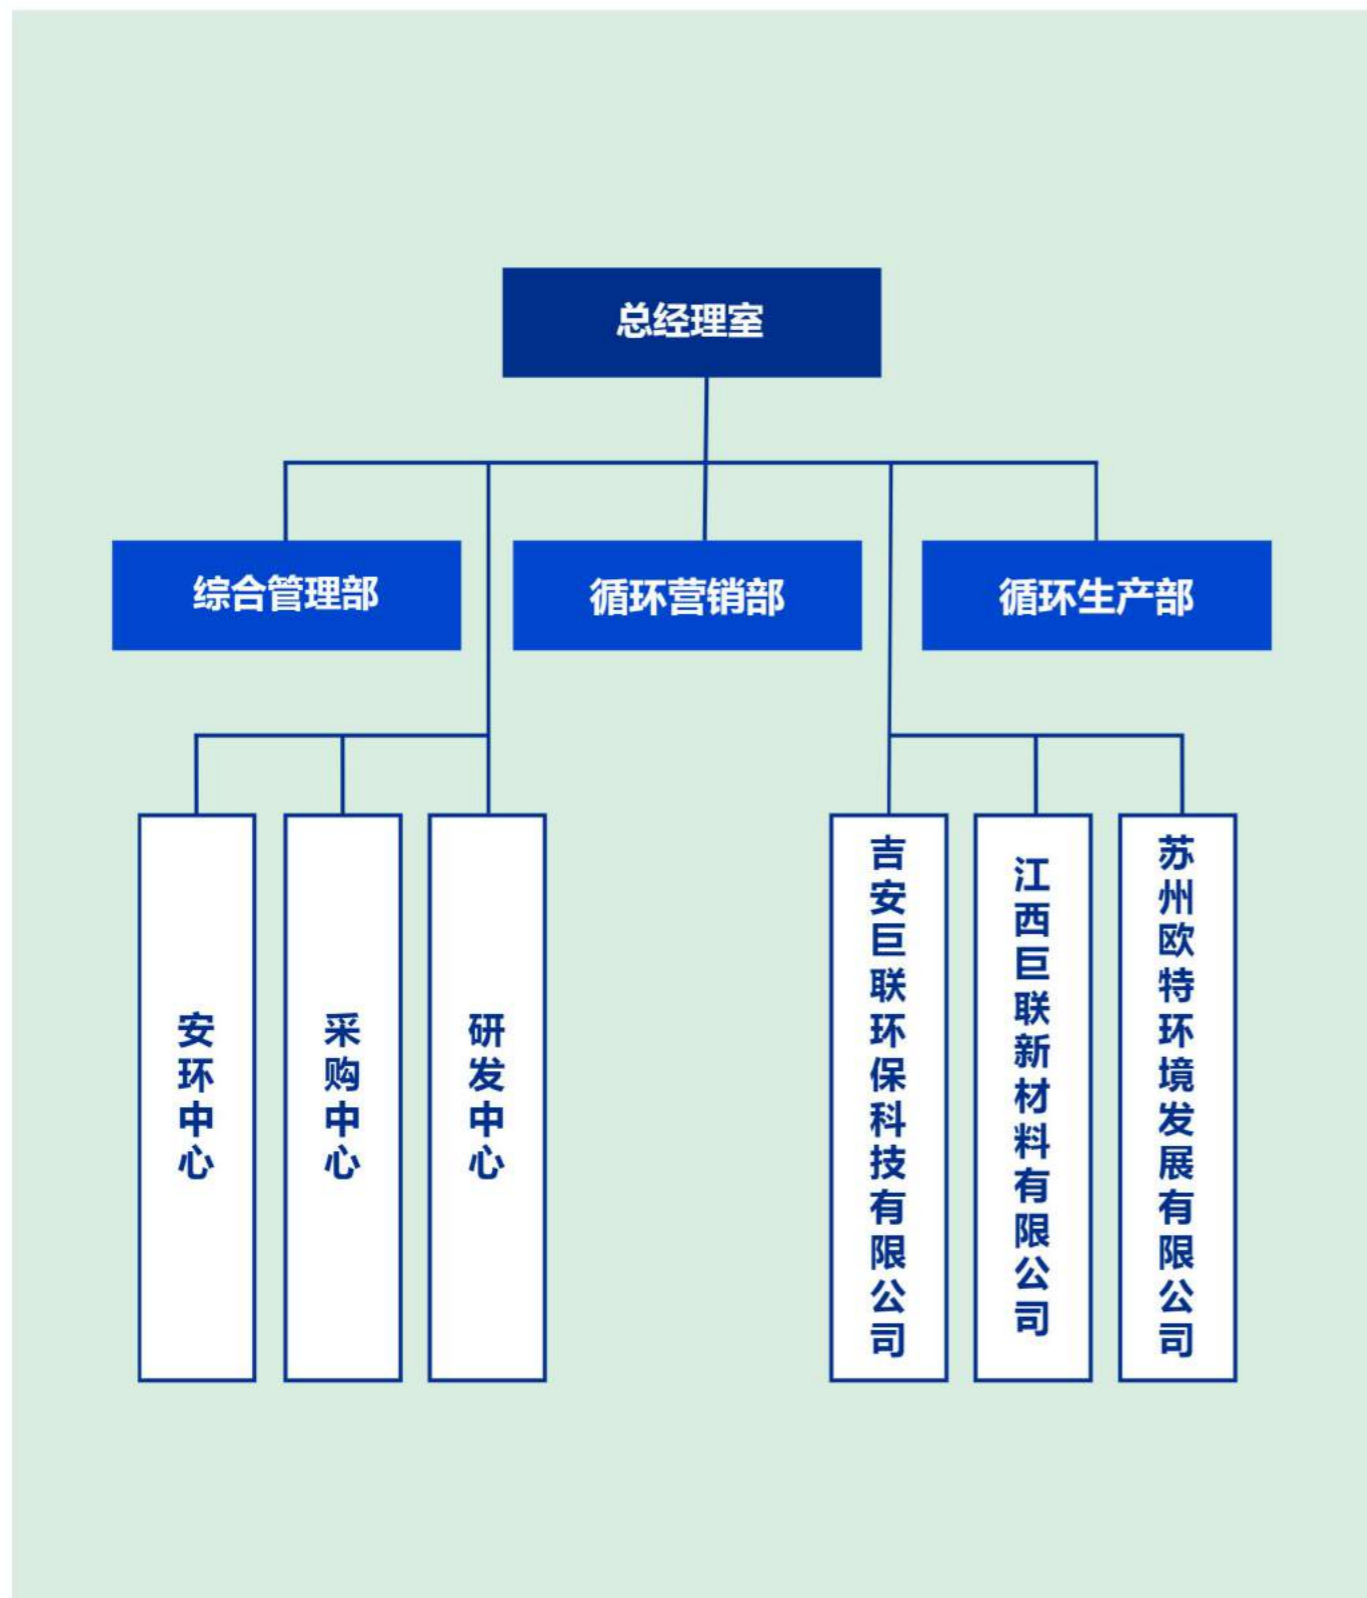 总经理室
综合管理部
循环营销部
循环生产部
安环中心
采购中心
研发中心
吉安巨联环保科技有限公司
江西巨联新材料有限公司
苏州欧特环境发展有限公司